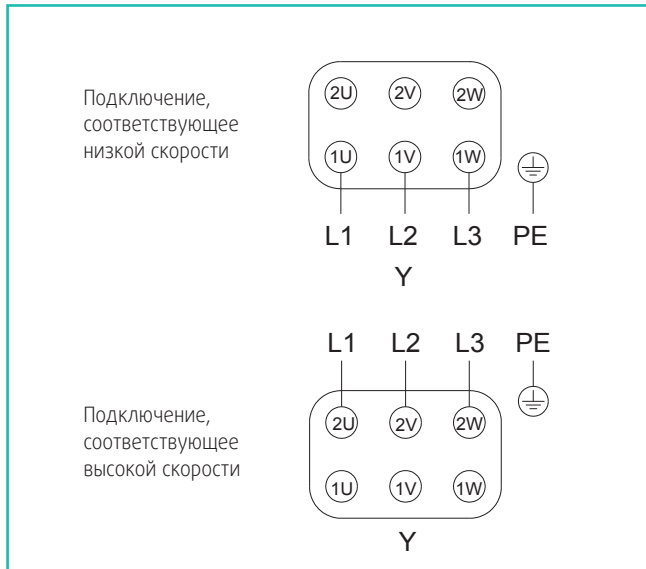 Подключение,
соответствующее
низкой скорости
2U 2V 2W
1U 1V 1W
L1 L2 L3 PE
Y
L1 L2 L3 PE
Подключение,
соответствующее
высокой скорости
2U 2V 2W
1U 1V 1W
Y